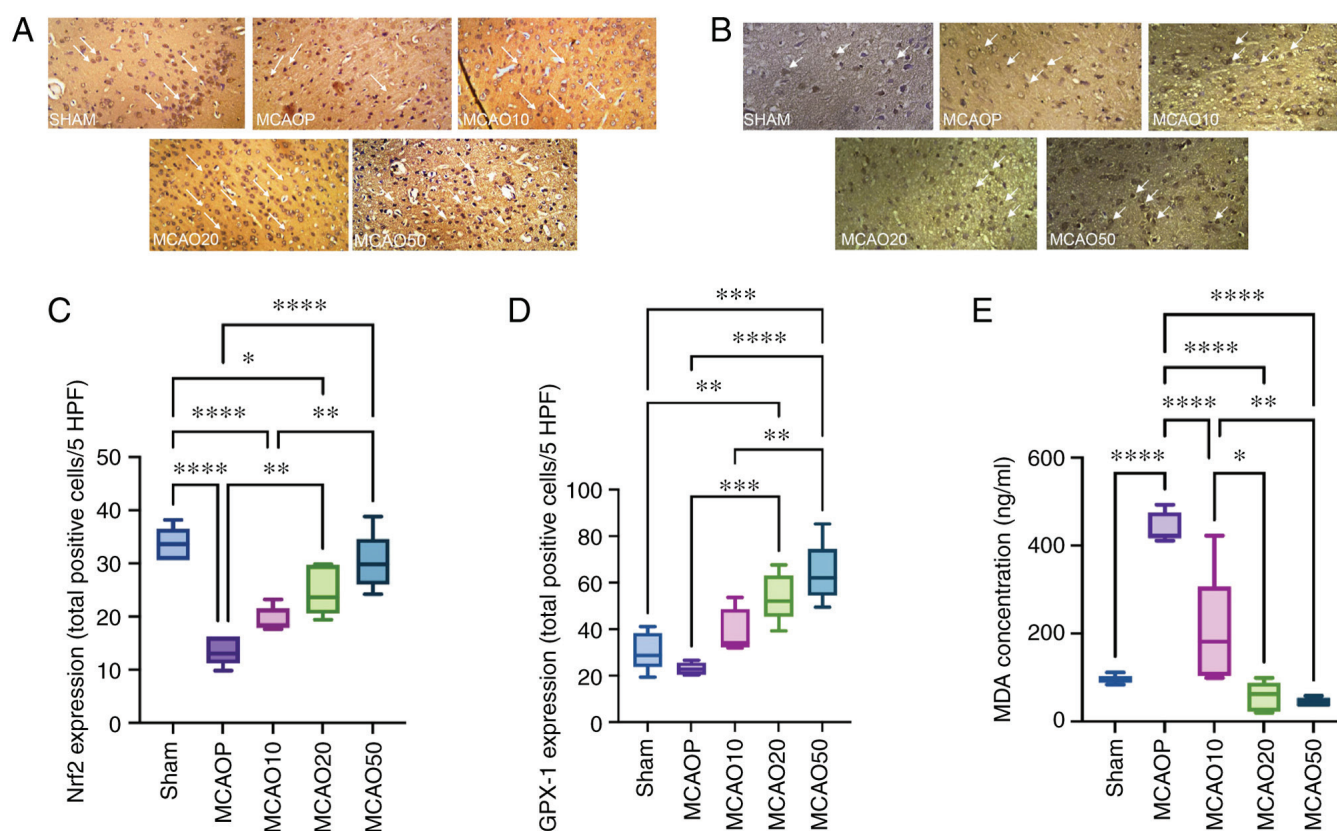 A
SHAM
MCAOP
MCAO10
MCAO20
MCAO50
B
SHAM
MCAOP
MCAO10
MCAO20
MCAO50
C
Nrf2 expression (total positive cells/5 HPF)
50
40
30
20
10
0
****
*
**** **
**** **
Sham
MCAOP
MCAO10
MCAO20
MCAO50
D
GPX-1 expression (total positive cells/5 HPF)
100
80
60
40
20
0
***
****
**
**
***
Sham
MCAOP
MCAO10
MCAO20
MCAO50
E
MDA concentration (ng/ml)
600
400
200
0
****
****
**** **
**** *
Sham
MCAOP
MCAO10
MCAO20
MCAO50